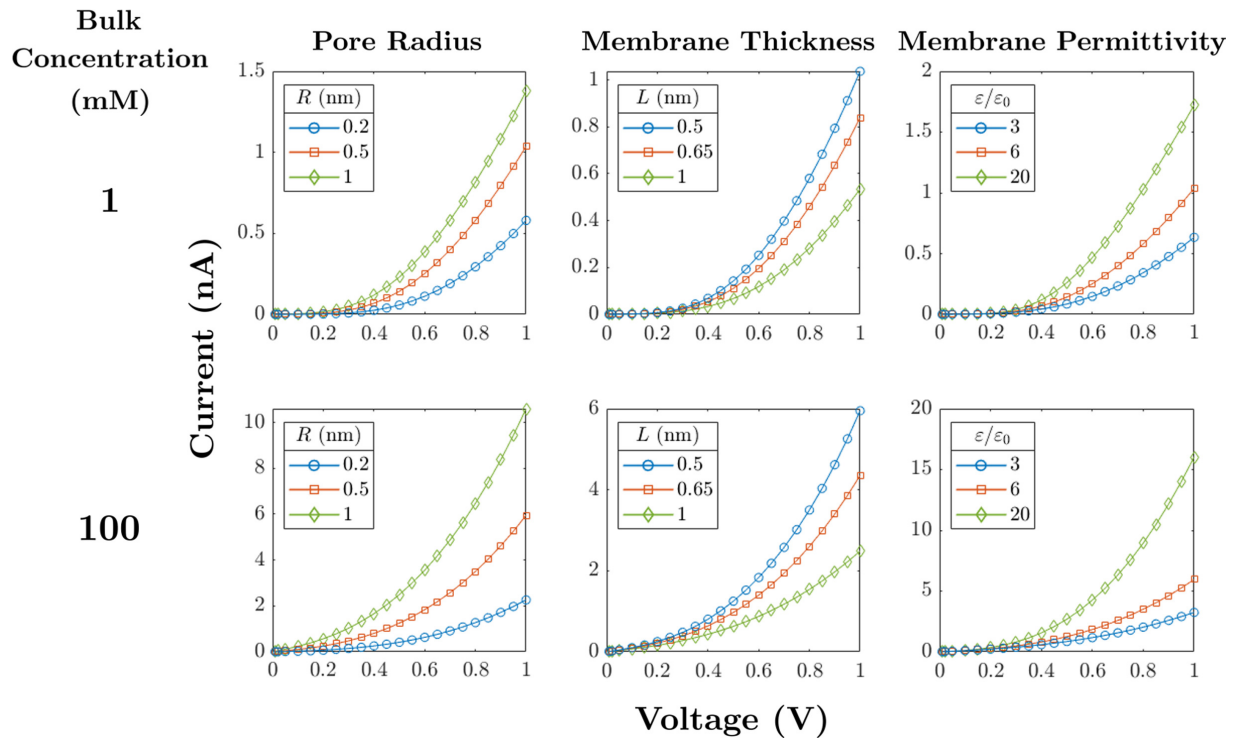 Bulk
Concentration
(mM)
Pore Radius
Membrane Thickness
Membrane Permittivity
1
100
Current (nA)
Voltage (V)
R (nm)
0.2
0.5
1
1.5
1
0.5
0
0 0.2 0.4 0.6 0.8 1
L (nm)
0.5
0.65
1
1
0.8
0.6
0.4
0.2
0
0 0.2 0.4 0.6 0.8 1
ε/ε0
3
6
20
2
1.5
1
0.5
0
0 0.2 0.4 0.6 0.8 1
R (nm)
0.2
0.5
1
10
8
6
4
2
0
0 0.2 0.4 0.6 0.8 1
L (nm)
0.5
0.65
1
6
4
2
0
0 0.2 0.4 0.6 0.8 1
ε/ε0
3
6
20
20
15
10
5
0
0 0.2 0.4 0.6 0.8 1